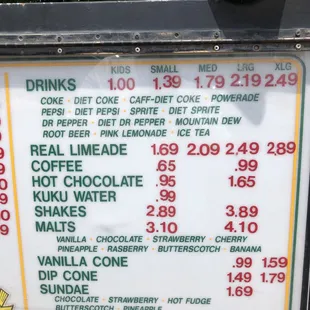 KIDS SMALL MED LRG XLG
DRINKS 1.00 1.39 1.79 2.19 2.49
COKE · DIET COKE · CAFF-DIET COKE · POWERADE
PEPSI · DIET PEPSI · SPRITE · DIET SPRITE
DR PEPPER · DIET DR PEPPER · MOUNTAIN DEW
ROOT BEER · PINK LEMONADE · ICE TEA
REAL LIMEADE 1.69 2.09 2.49 2.89
COFFEE .65 .99
HOT CHOCOLATE .95 1.65
KUKU WATER .99
SHAKES 2.89 3.89
MALTS 3.10 4.10
VANILLA · CHOCOLATE · STRAWBERRY · CHERRY
PINEAPPLE · RASBERRY · BUTTERSCOTCH · BANANA
VANILLA CONE .99 1.59
DIP CONE 1.49 1.79
SUNDAE 1.69
CHOCOLATE · STRAWBERRY · HOT FUDGE
BUTTERSCOTCH · PINEAPPLE